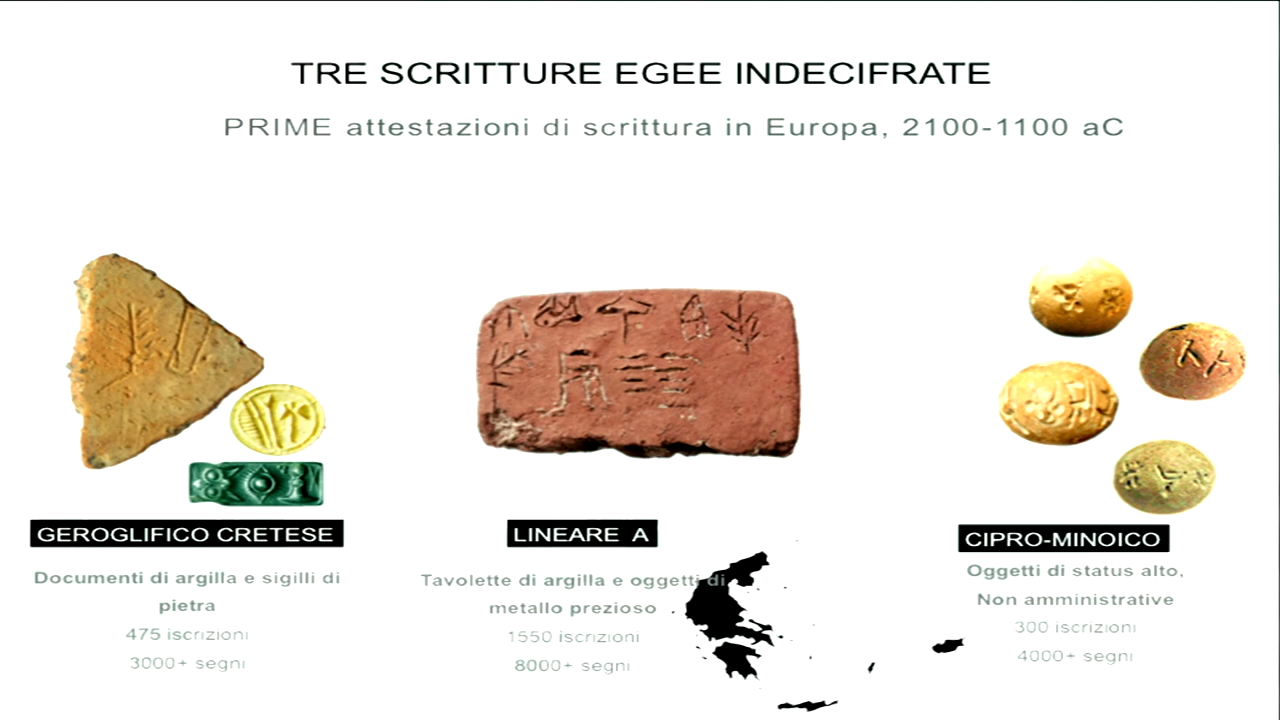 TRE SCRITTURE EGEE INDECIFRATE
PRIME attestazioni di scrittura in Europa, 2100-1100 aC
GEROGLIFICO CRETESE
Documenti di argilla e sigilli di
pietra
475 iscrizioni
3000+ segni
LINEARE A
Tavolette di argilla e oggetti di
metallo prezioso
1550 iscrizioni
8000+ segni
CIPRO-MINOICO
Oggetti di status alto,
Non amministrative
300 iscrizioni
4000+ segni